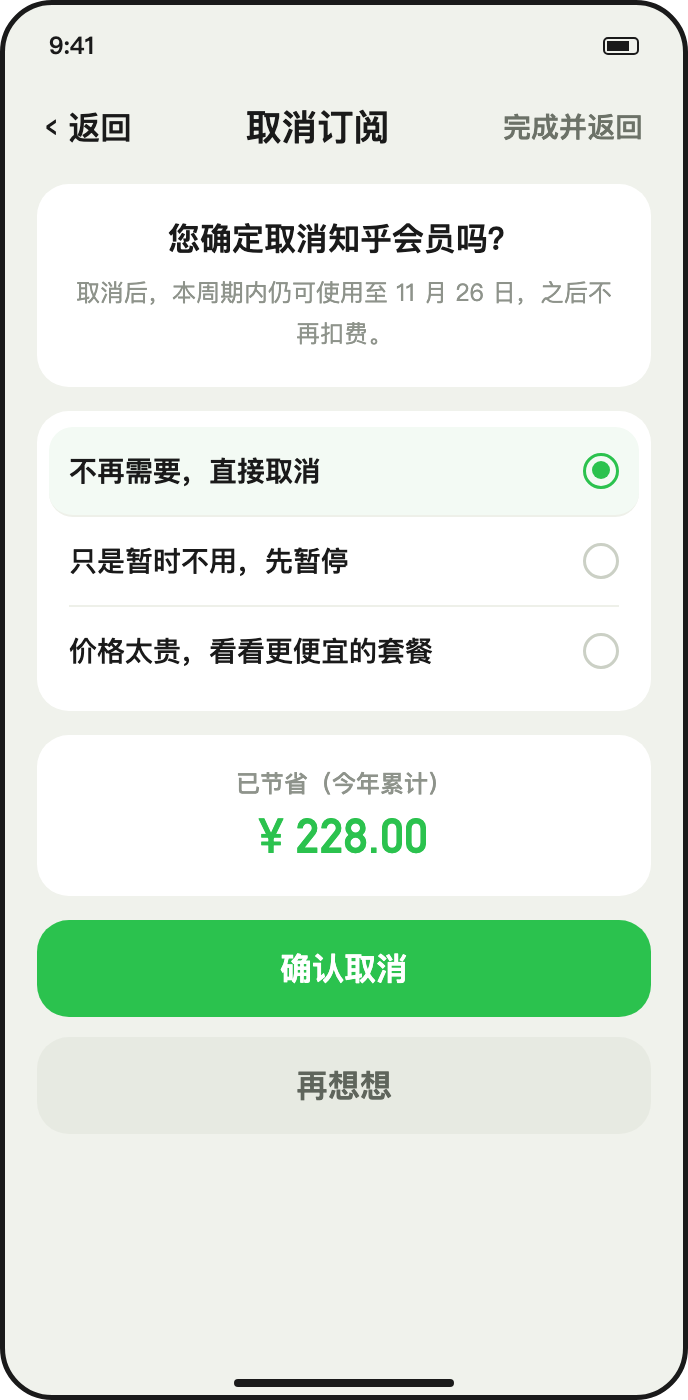 9:41
返回
取消订阅
完成并返回
您确定取消知乎会员吗?
取消后，本周期内仍可使用至 11 月 26 日，之后不
再扣费。
不再需要，直接取消
只是暂时不用，先暂停
价格太贵，看看更便宜的套餐
已节省（今年累计）
¥ 228.00
确认取消
再想想